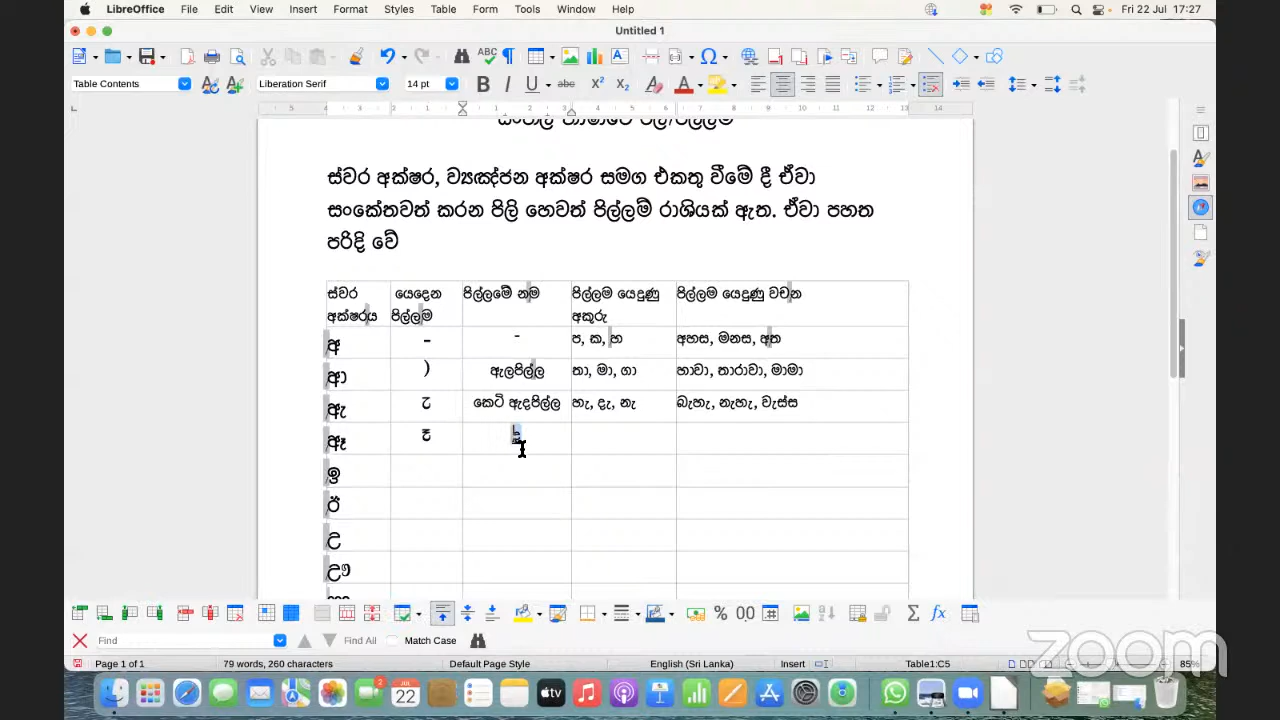 LibreOffice File Edit View Insert Format Styles Table Form Tools Window Help Fri 22 Jul 17:27
Untitled 1
Table Contents Liberation Serif 14 pt
ස්වර අක්ෂර, ව්‍යඤ්ජන අක්ෂර සමග එකතු වීමේ දී ඒවා
සංකේතවත් කරන පිලි හෙවත් පිල්ලම් රාශියක් ඇත. ඒවා පහත
පරිදි වේ
ස්වර අක්ෂරය යෙදෙන පිල්ලම පිල්ලමේ නම පිල්ලම යෙදුණු අකුරු පිල්ලම යෙදුණු වචන
අ - - ප, ක, හ අහස, මනස, අත
ආ ා ඇලපිල්ල තා, මා, ගා හාවා, තාරාවා, මාමා
ඇ ැ කෙටි ඇදපිල්ල හැ, දැ, නැ බැහැ, නැහැ, වැස්ස
ඈ ෑ
ඉ
ඊ
උ
ඌ
Find Find All Match Case
Page 1 of 1 79 words, 260 characters Default Page Style English (Sri Lanka) Insert Table1:C5 85%
zoom